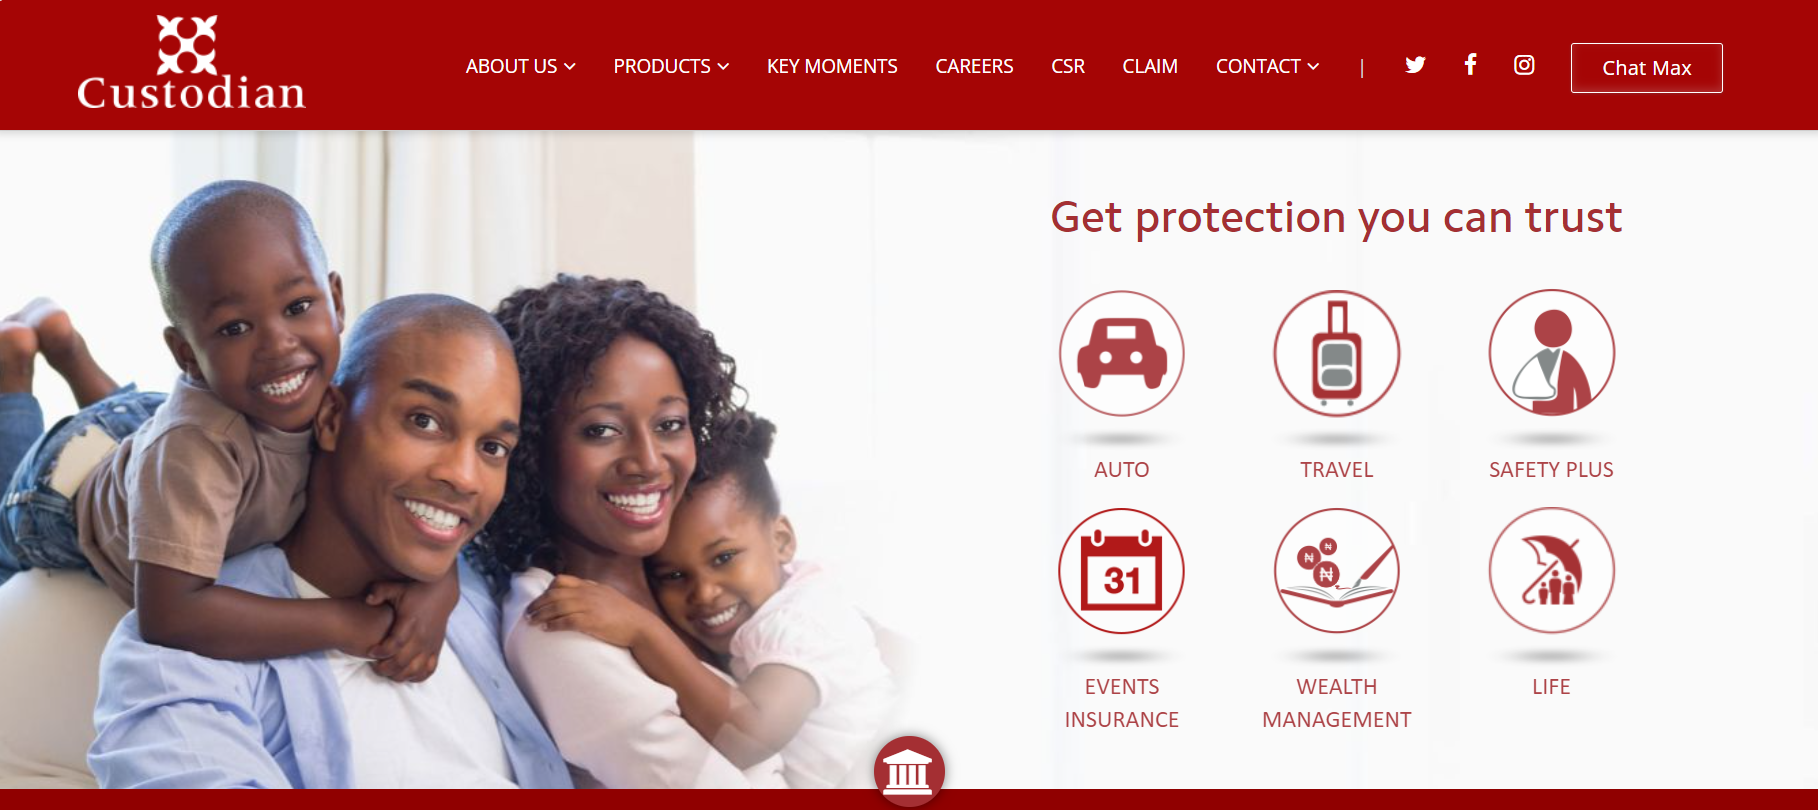 Custodian
ABOUT US
PRODUCTS
KEY MOMENTS
CAREERS
CSR
CLAIM
CONTACT
|
Chat Max
Get protection you can trust
AUTO
TRAVEL
SAFETY PLUS
31
₦
₦
₦
EVENTS
INSURANCE
WEALTH
MANAGEMENT
LIFE